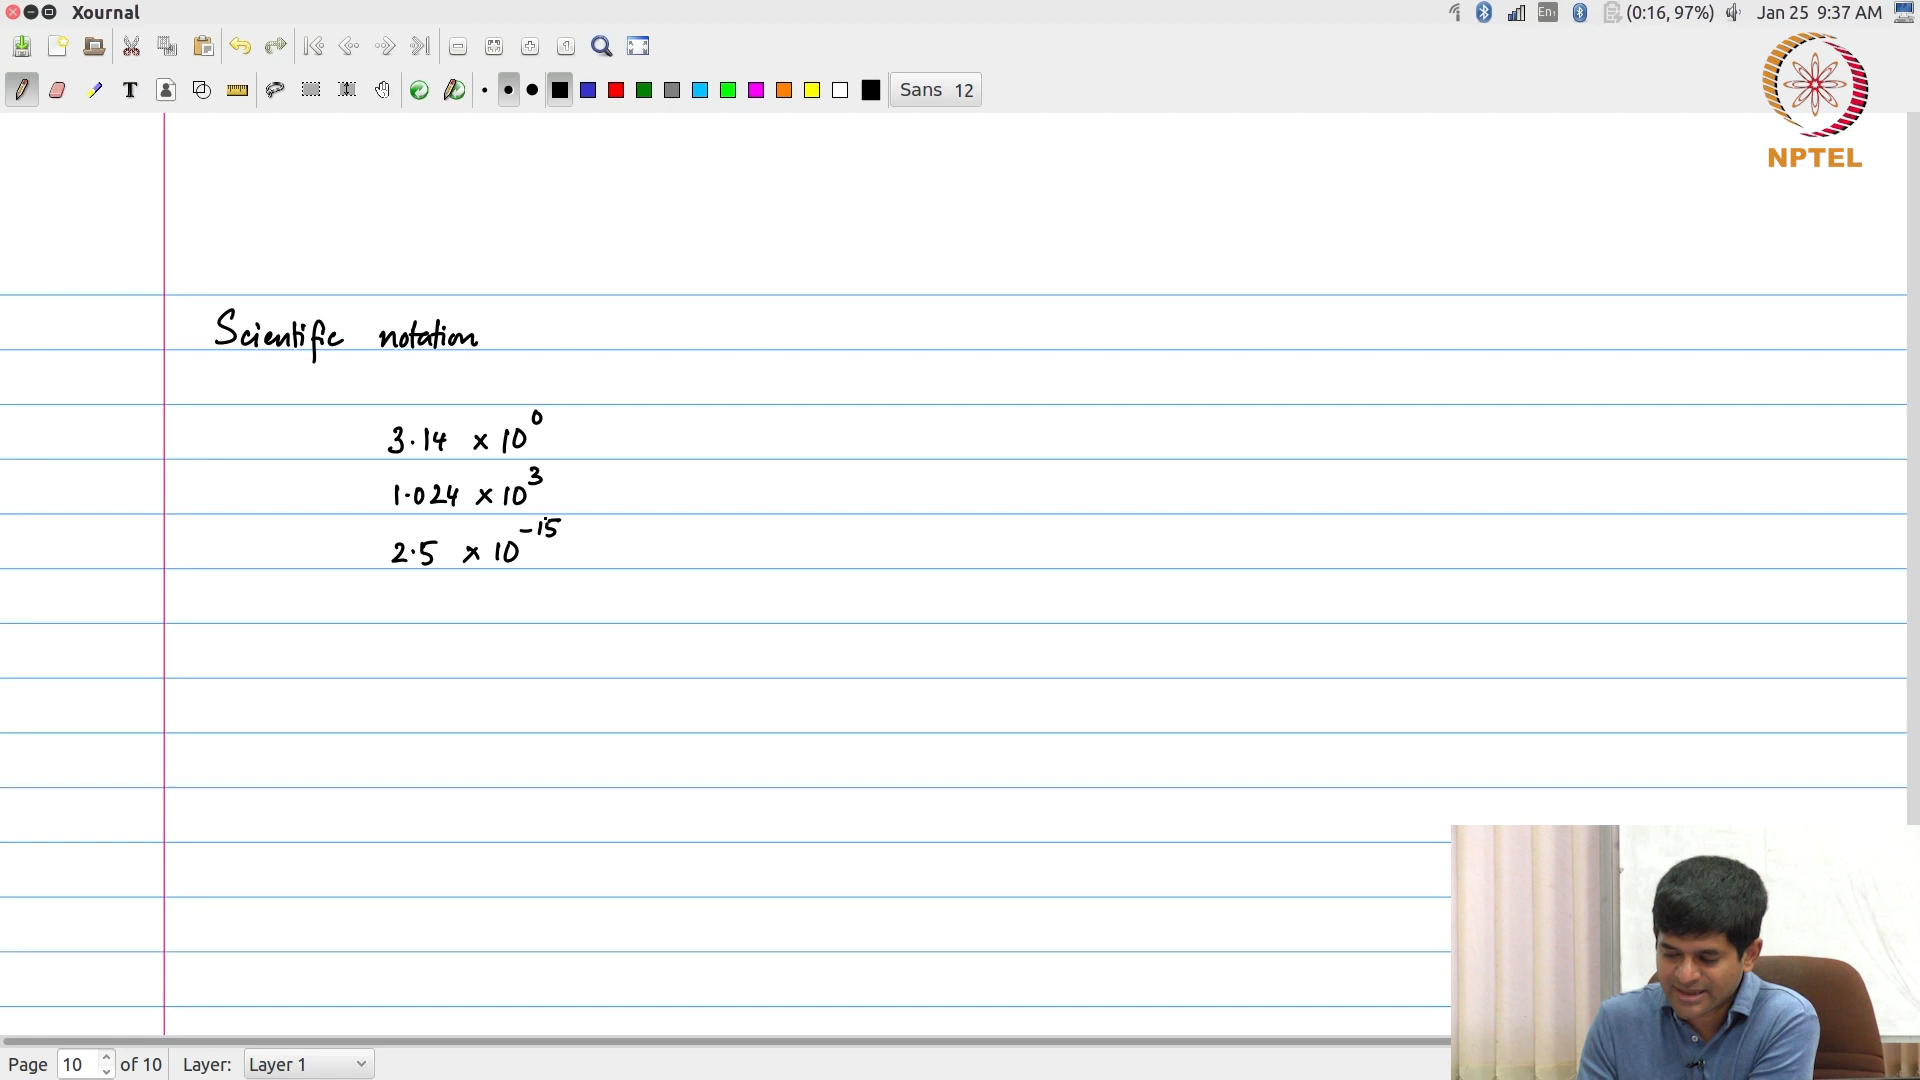 Xournal
En₁ (0:16, 97%) Jan 25 9:37 AM
T Sans 12
NPTEL
Scientific notation
3.14 × 10⁰
1.024 × 10³
2.5 × 10⁻¹⁵
Page 10 of 10 Layer: Layer 1